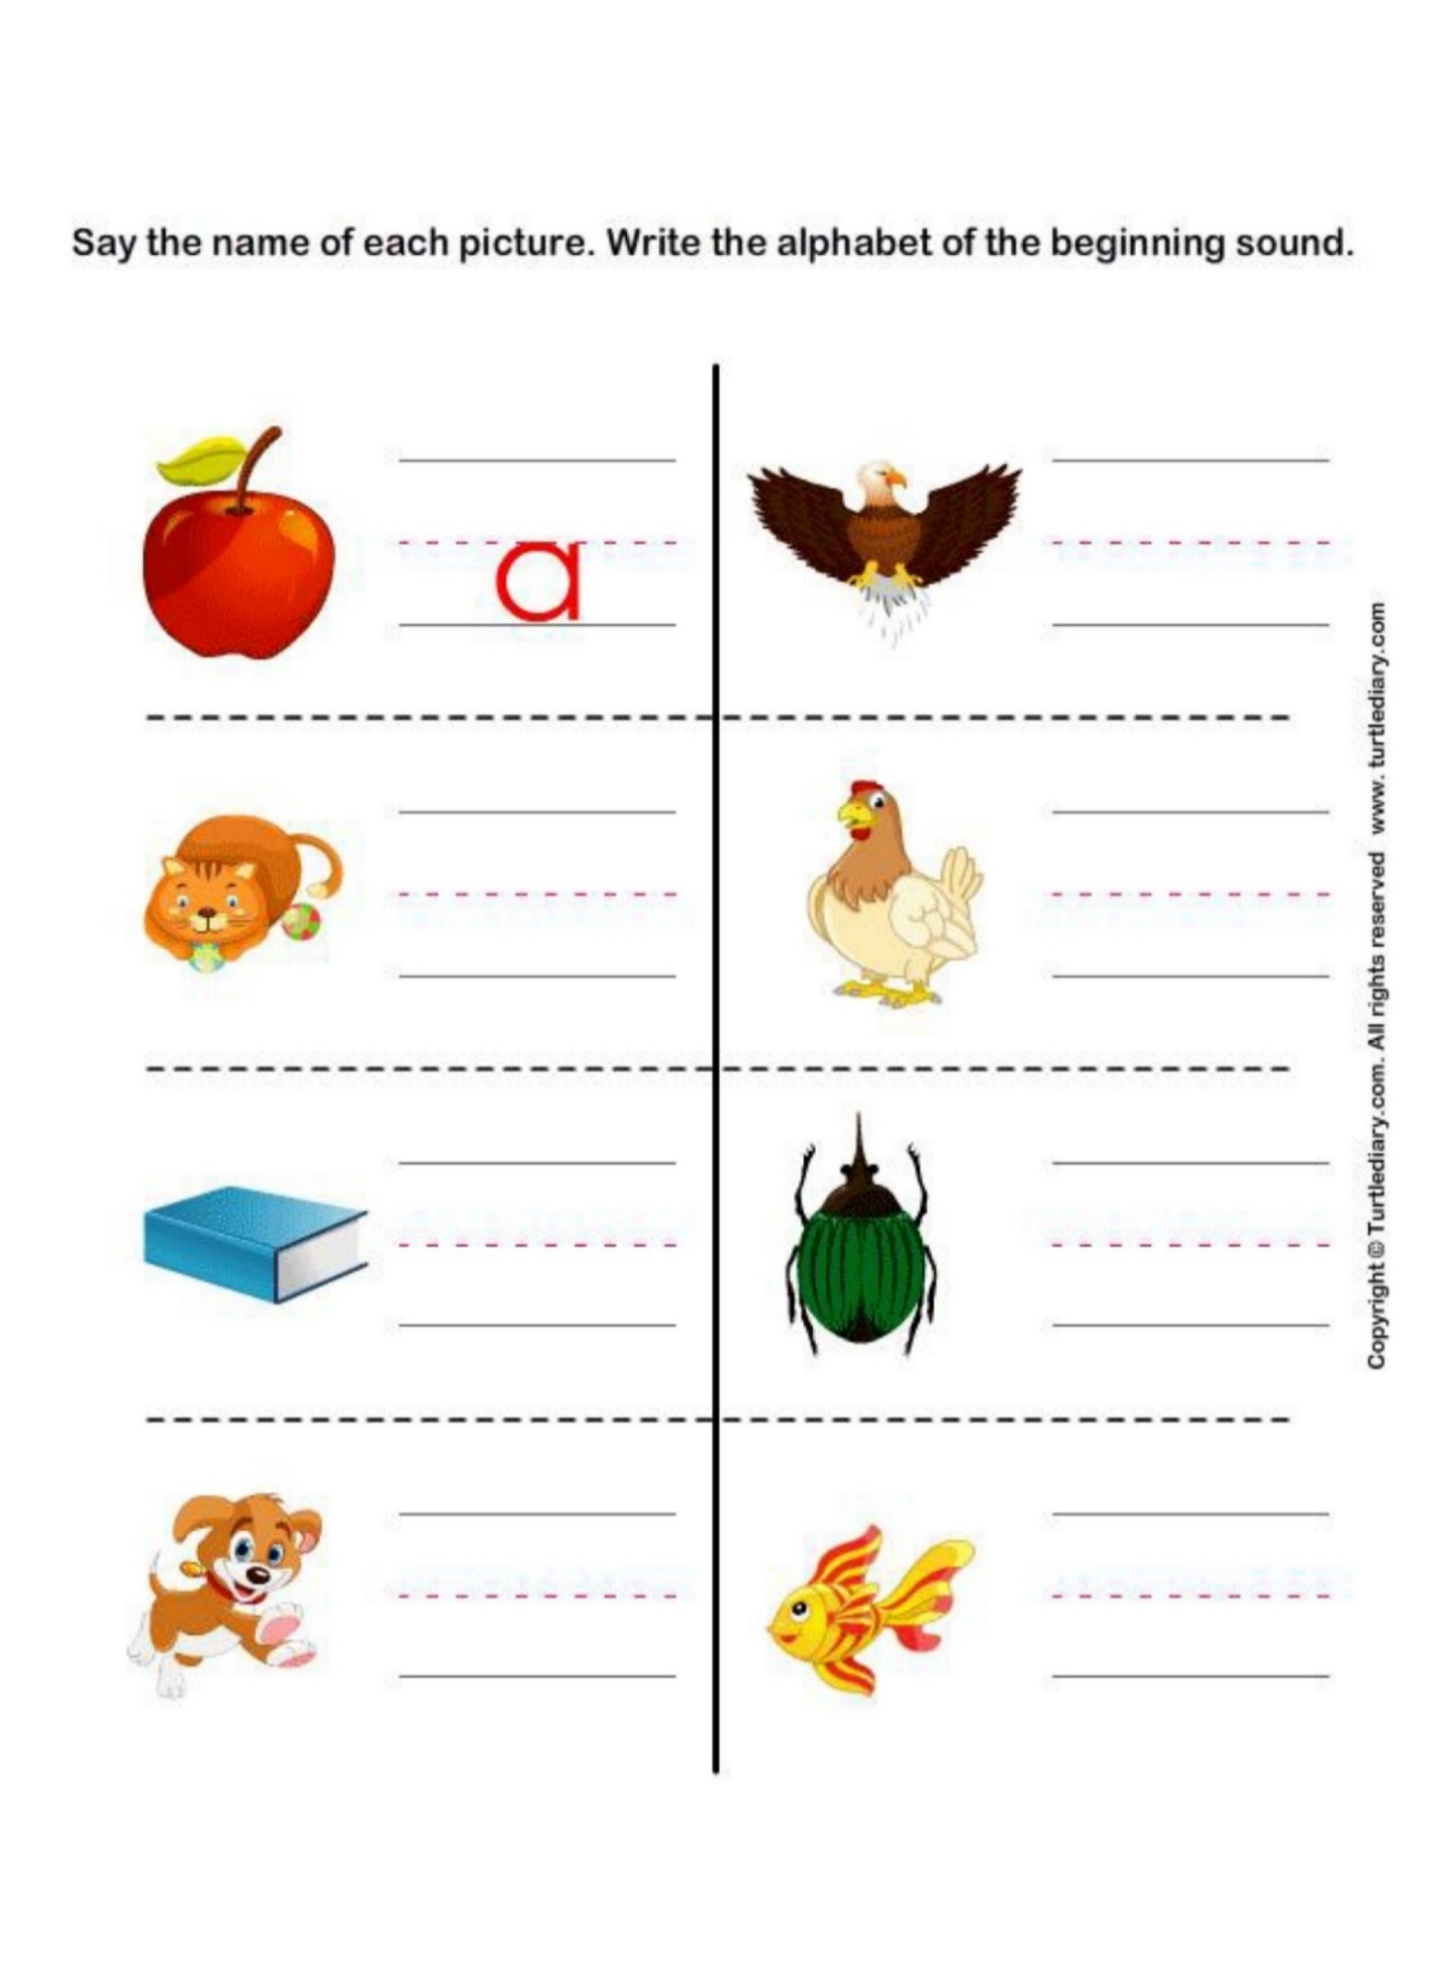 Say the name of each picture. Write the alphabet of the beginning sound.
a
Copyright © Turtlediary.com. All rights reserved www. turtlediary.com